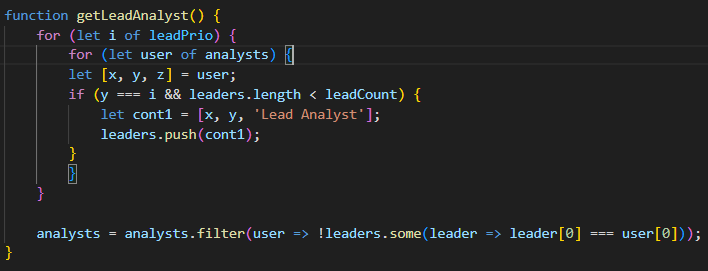 function getLeadAnalyst() {
    for (let i of leadPrio) {
        for (let user of analysts) {
        let [x, y, z] = user;
        if (y === i && leaders.length < leadCount) {
            let cont1 = [x, y, 'Lead Analyst'];
            leaders.push(cont1);
        }
        }
    }

    analysts = analysts.filter(user => !leaders.some(leader => leader[0] === user[0]));
}